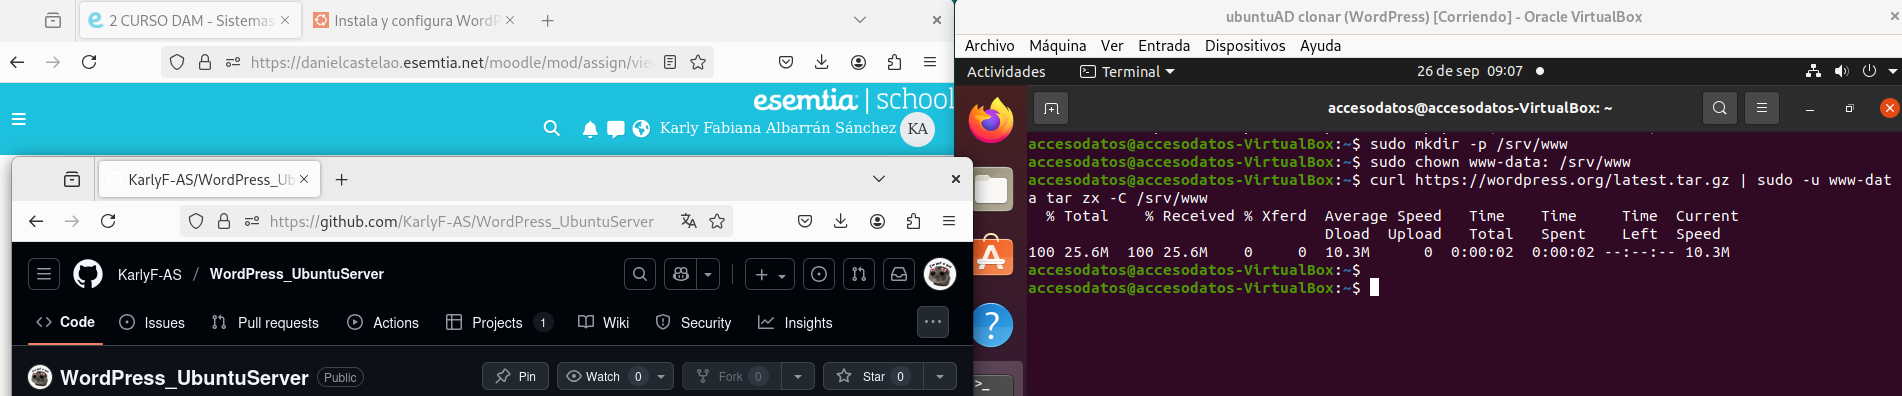 2 CURSO DAM - Sistemas
Instala y configura WordP
https://danielcastelao.esemtia.net/moodle/mod/assign/vie
esemtia | school
Karly Fabiana Albarrán Sánchez KA
KarlyF-AS/WordPress_Ub
https://github.com/KarlyF-AS/WordPress_UbuntuServer
KarlyF-AS / WordPress_UbuntuServer
Code Issues Pull requests Actions Projects 1 Wiki Security Insights
WordPress_UbuntuServer Public Pin Watch 0 Fork 0 Star 0
ubuntuAD clonar (WordPress) [Corriendo] - Oracle VirtualBox
Archivo Máquina Ver Entrada Dispositivos Ayuda
Actividades Terminal 26 de sep 09:07
accesodatos@accesodatos-VirtualBox: ~
accesodatos@accesodatos-VirtualBox:~$ sudo mkdir -p /srv/www
accesodatos@accesodatos-VirtualBox:~$ sudo chown www-data: /srv/www
accesodatos@accesodatos-VirtualBox:~$ curl https://wordpress.org/latest.tar.gz | sudo -u www-dat
a tar zx -C /srv/www
% Total % Received % Xferd Average Speed Time Time Time Current
Dload Upload Total Spent Left Speed
100 25.6M 100 25.6M 0 0 10.3M 0 0:00:02 0:00:02 --:--:-- 10.3M
accesodatos@accesodatos-VirtualBox:~$
accesodatos@accesodatos-VirtualBox:~$